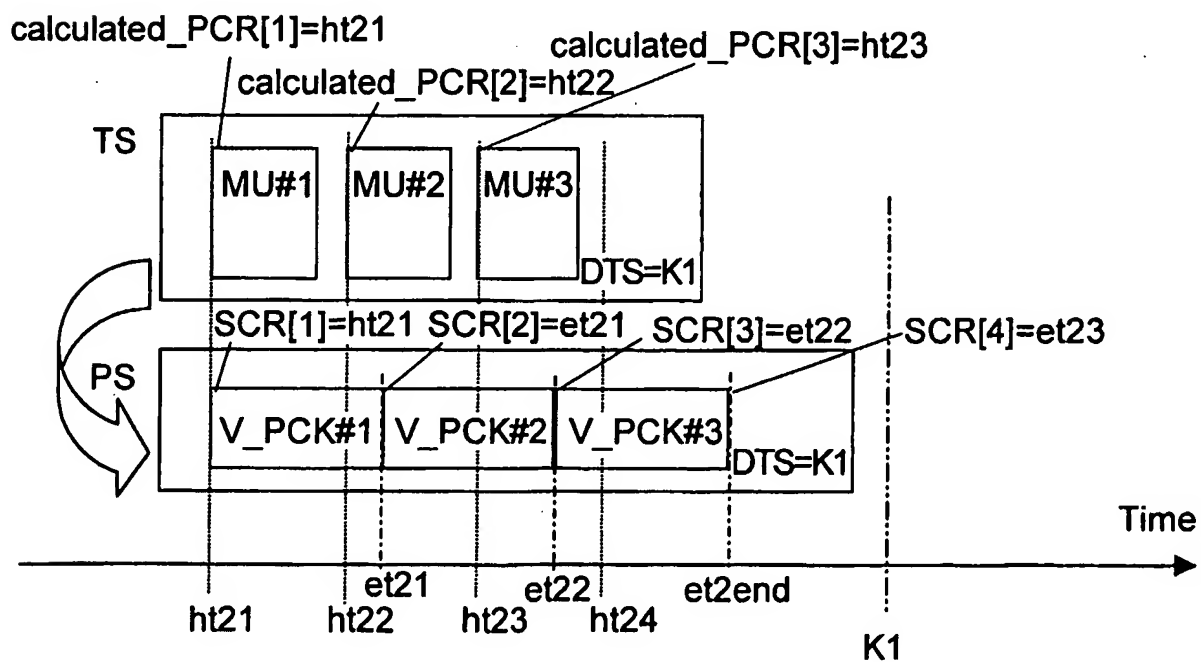 calculated_PCR[1]=ht21
calculated_PCR[3]=ht23
calculated_PCR[2]=ht22
TS
MU#1 MU#2 MU#3
DTS=K1
SCR[1]=ht21 SCR[2]=et21 SCR[3]=et22 SCR[4]=et23
PS
V_PCK#1 V_PCK#2 V_PCK#3
DTS=K1
Time
et21 et22 et2end
ht21 ht22 ht23 ht24
K1